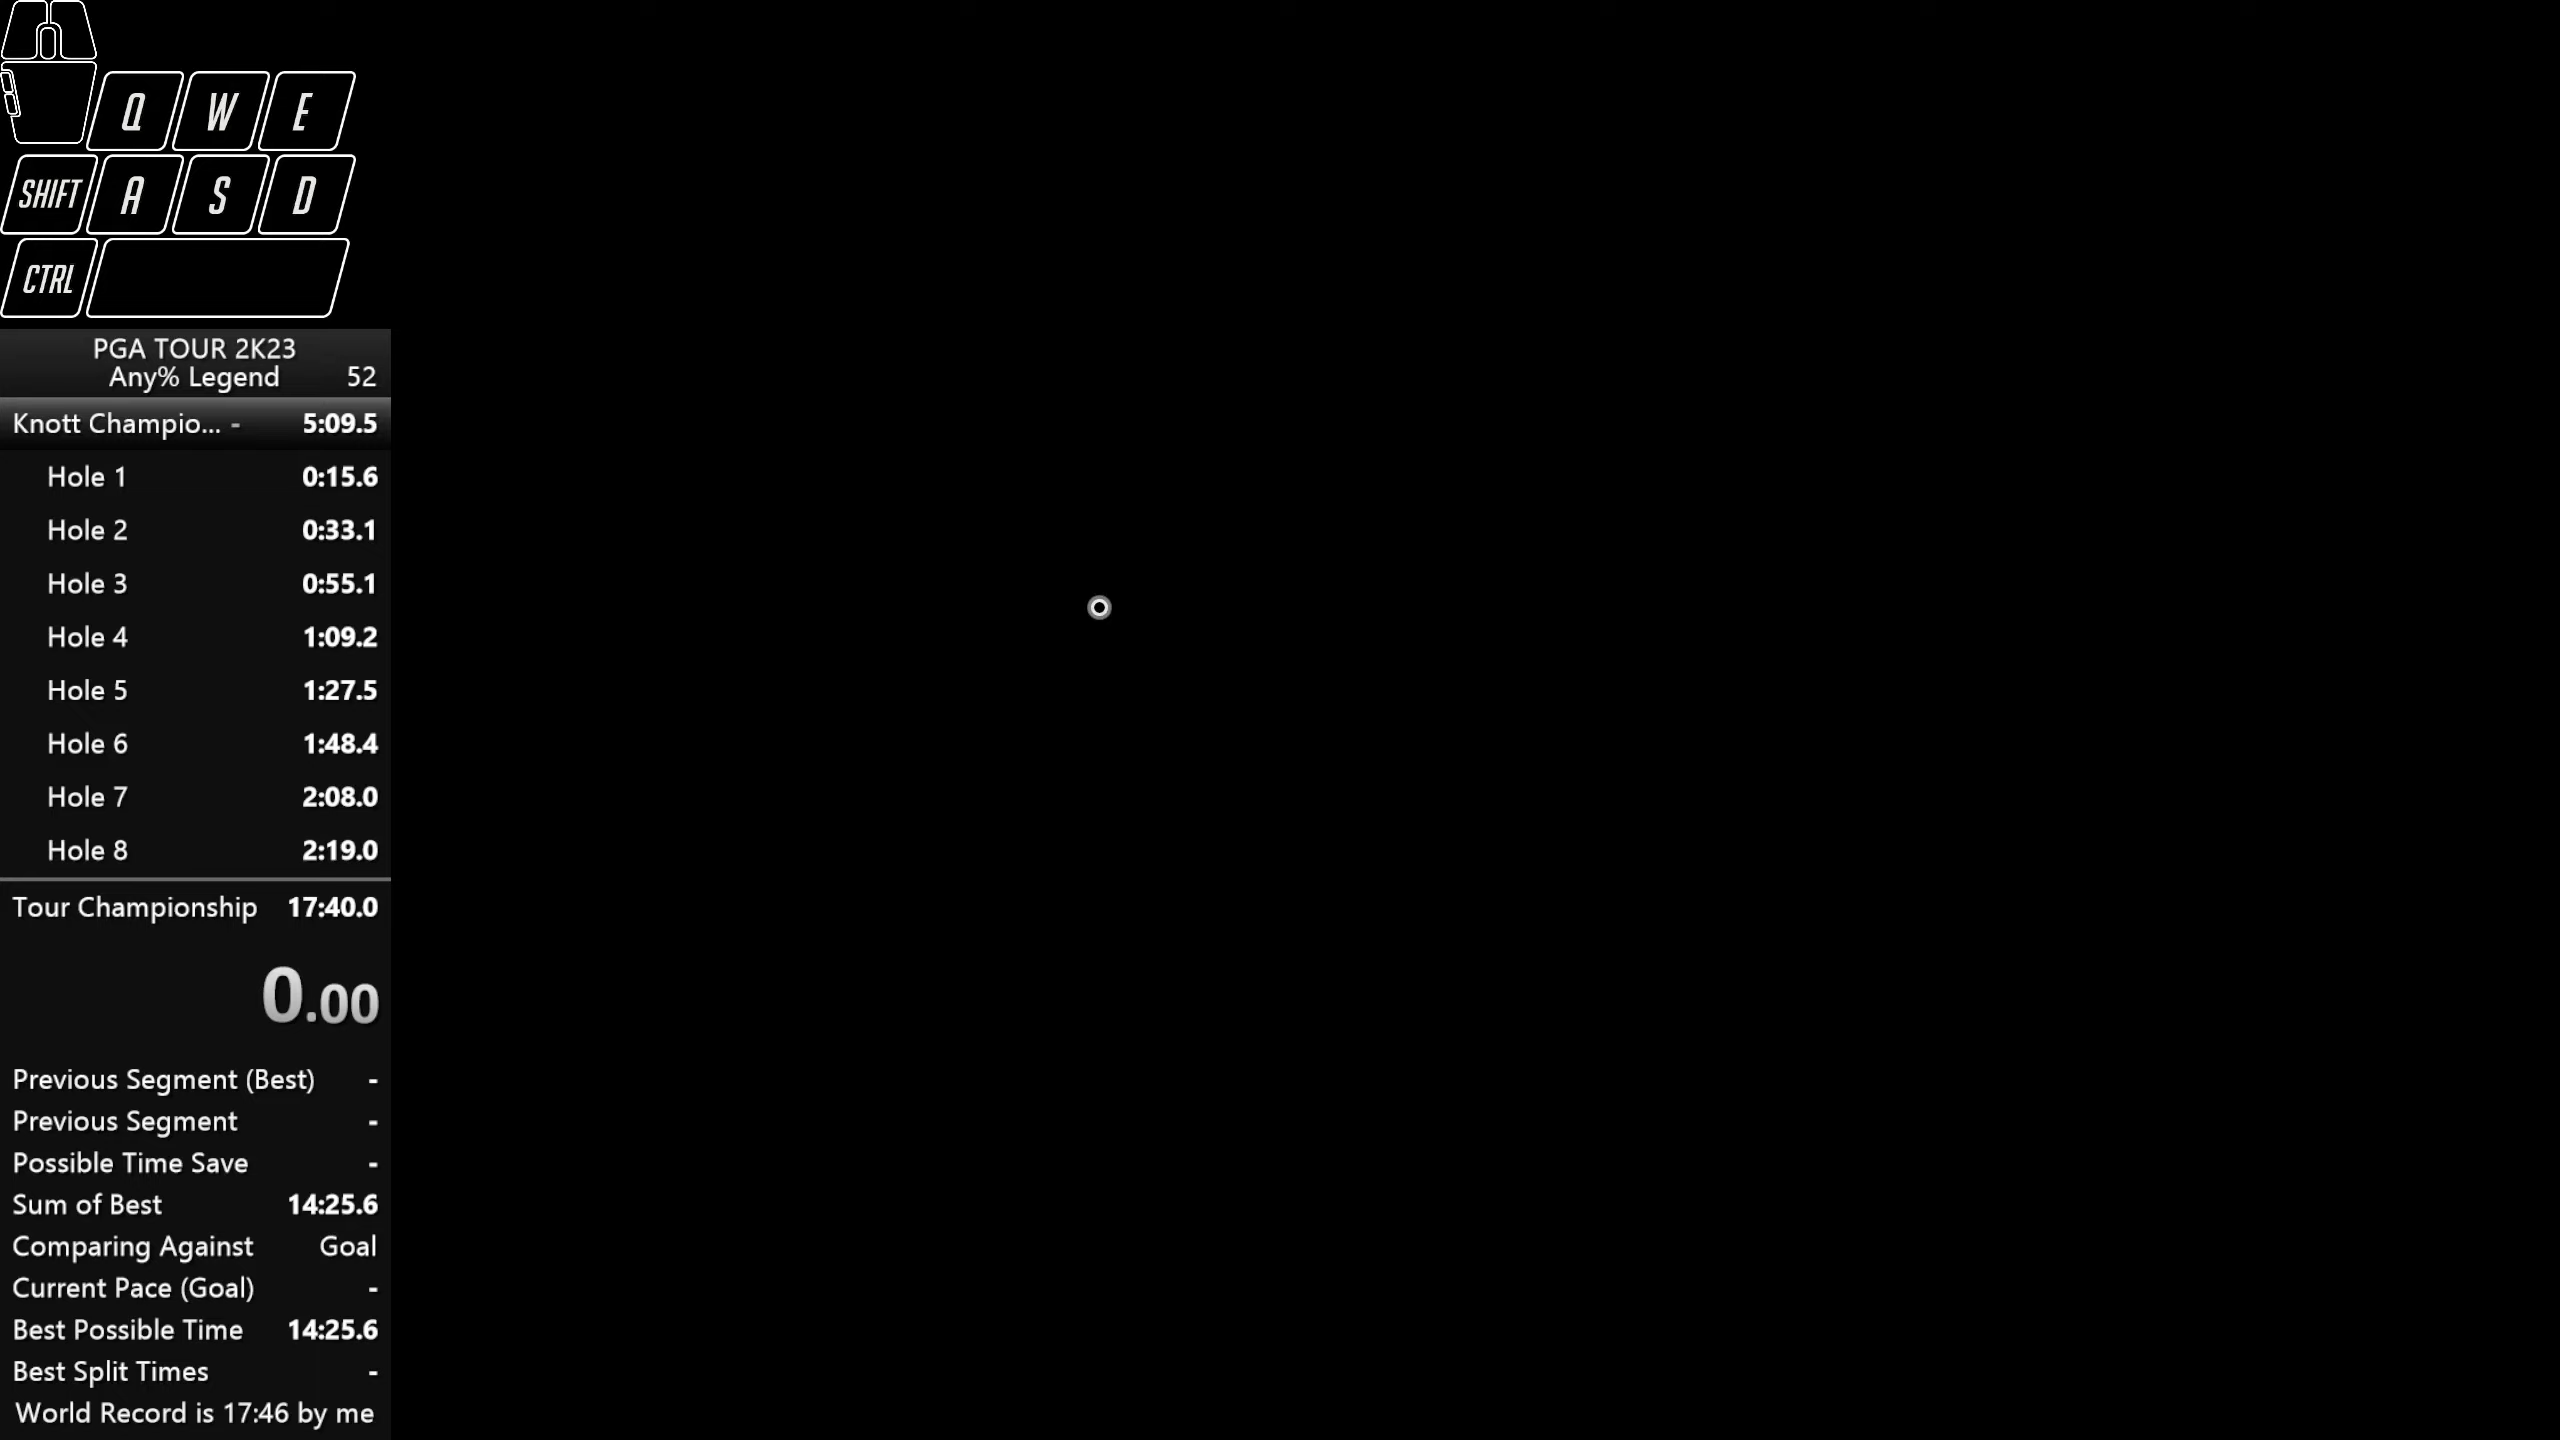 Q W E
SHIFT A S D
CTRL
PGA TOUR 2K23
Any% Legend 52
Knott Champio... - 5:09.5
Hole 1 0:15.6
Hole 2 0:33.1
Hole 3 0:55.1
Hole 4 1:09.2
Hole 5 1:27.5
Hole 6 1:48.4
Hole 7 2:08.0
Hole 8 2:19.0
Tour Championship 17:40.0
0.00
Previous Segment (Best) -
Previous Segment -
Possible Time Save -
Sum of Best 14:25.6
Comparing Against Goal
Current Pace (Goal) -
Best Possible Time 14:25.6
Best Split Times -
World Record is 17:46 by me